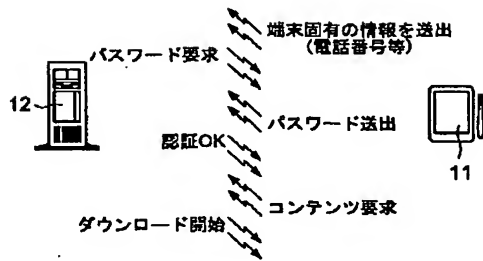 端末固有の情報を送出
(電話番号等)
パスワード要求
12
パスワード送出
11
認証OK
コンテンツ要求
ダウンロード開始